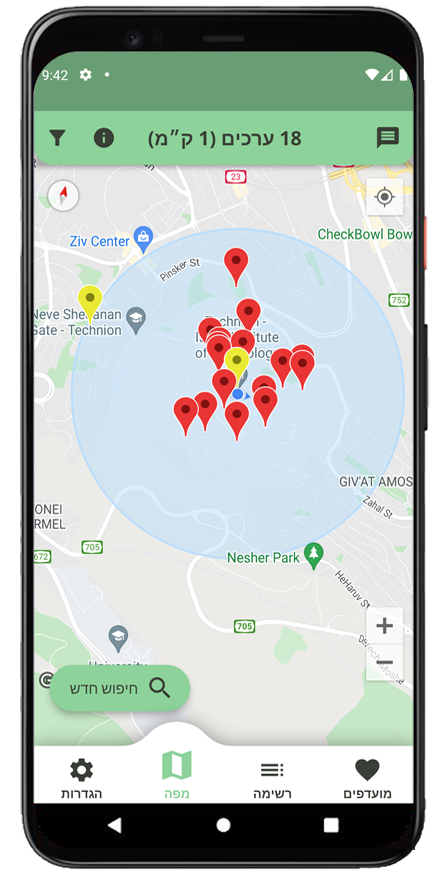 9:42
18 ערכים (1 ק״מ)
23
Ziv Center
CheckBowl Bow
Pinsker St
752
Neve Sheanan
Gate - Technion
Technion -
Institute
of
GIV'AT AMOS
Zahal St
ONEI
RMEL
705
672
Nesher Park
HeHaruv St
705
+
−
University
חיפוש חדש
מועדפים
רשימה
מפה
הגדרות